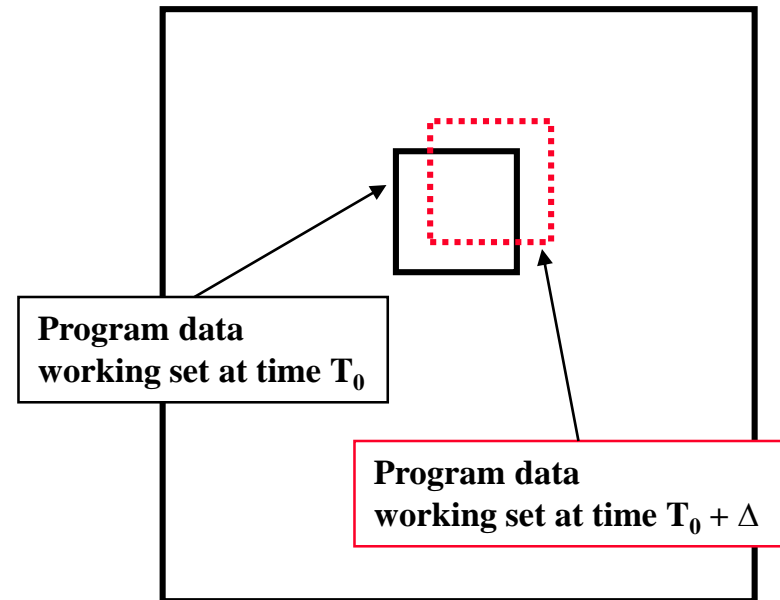 Program data
working set at time T₀
Program data
working set at time T₀ + Δ